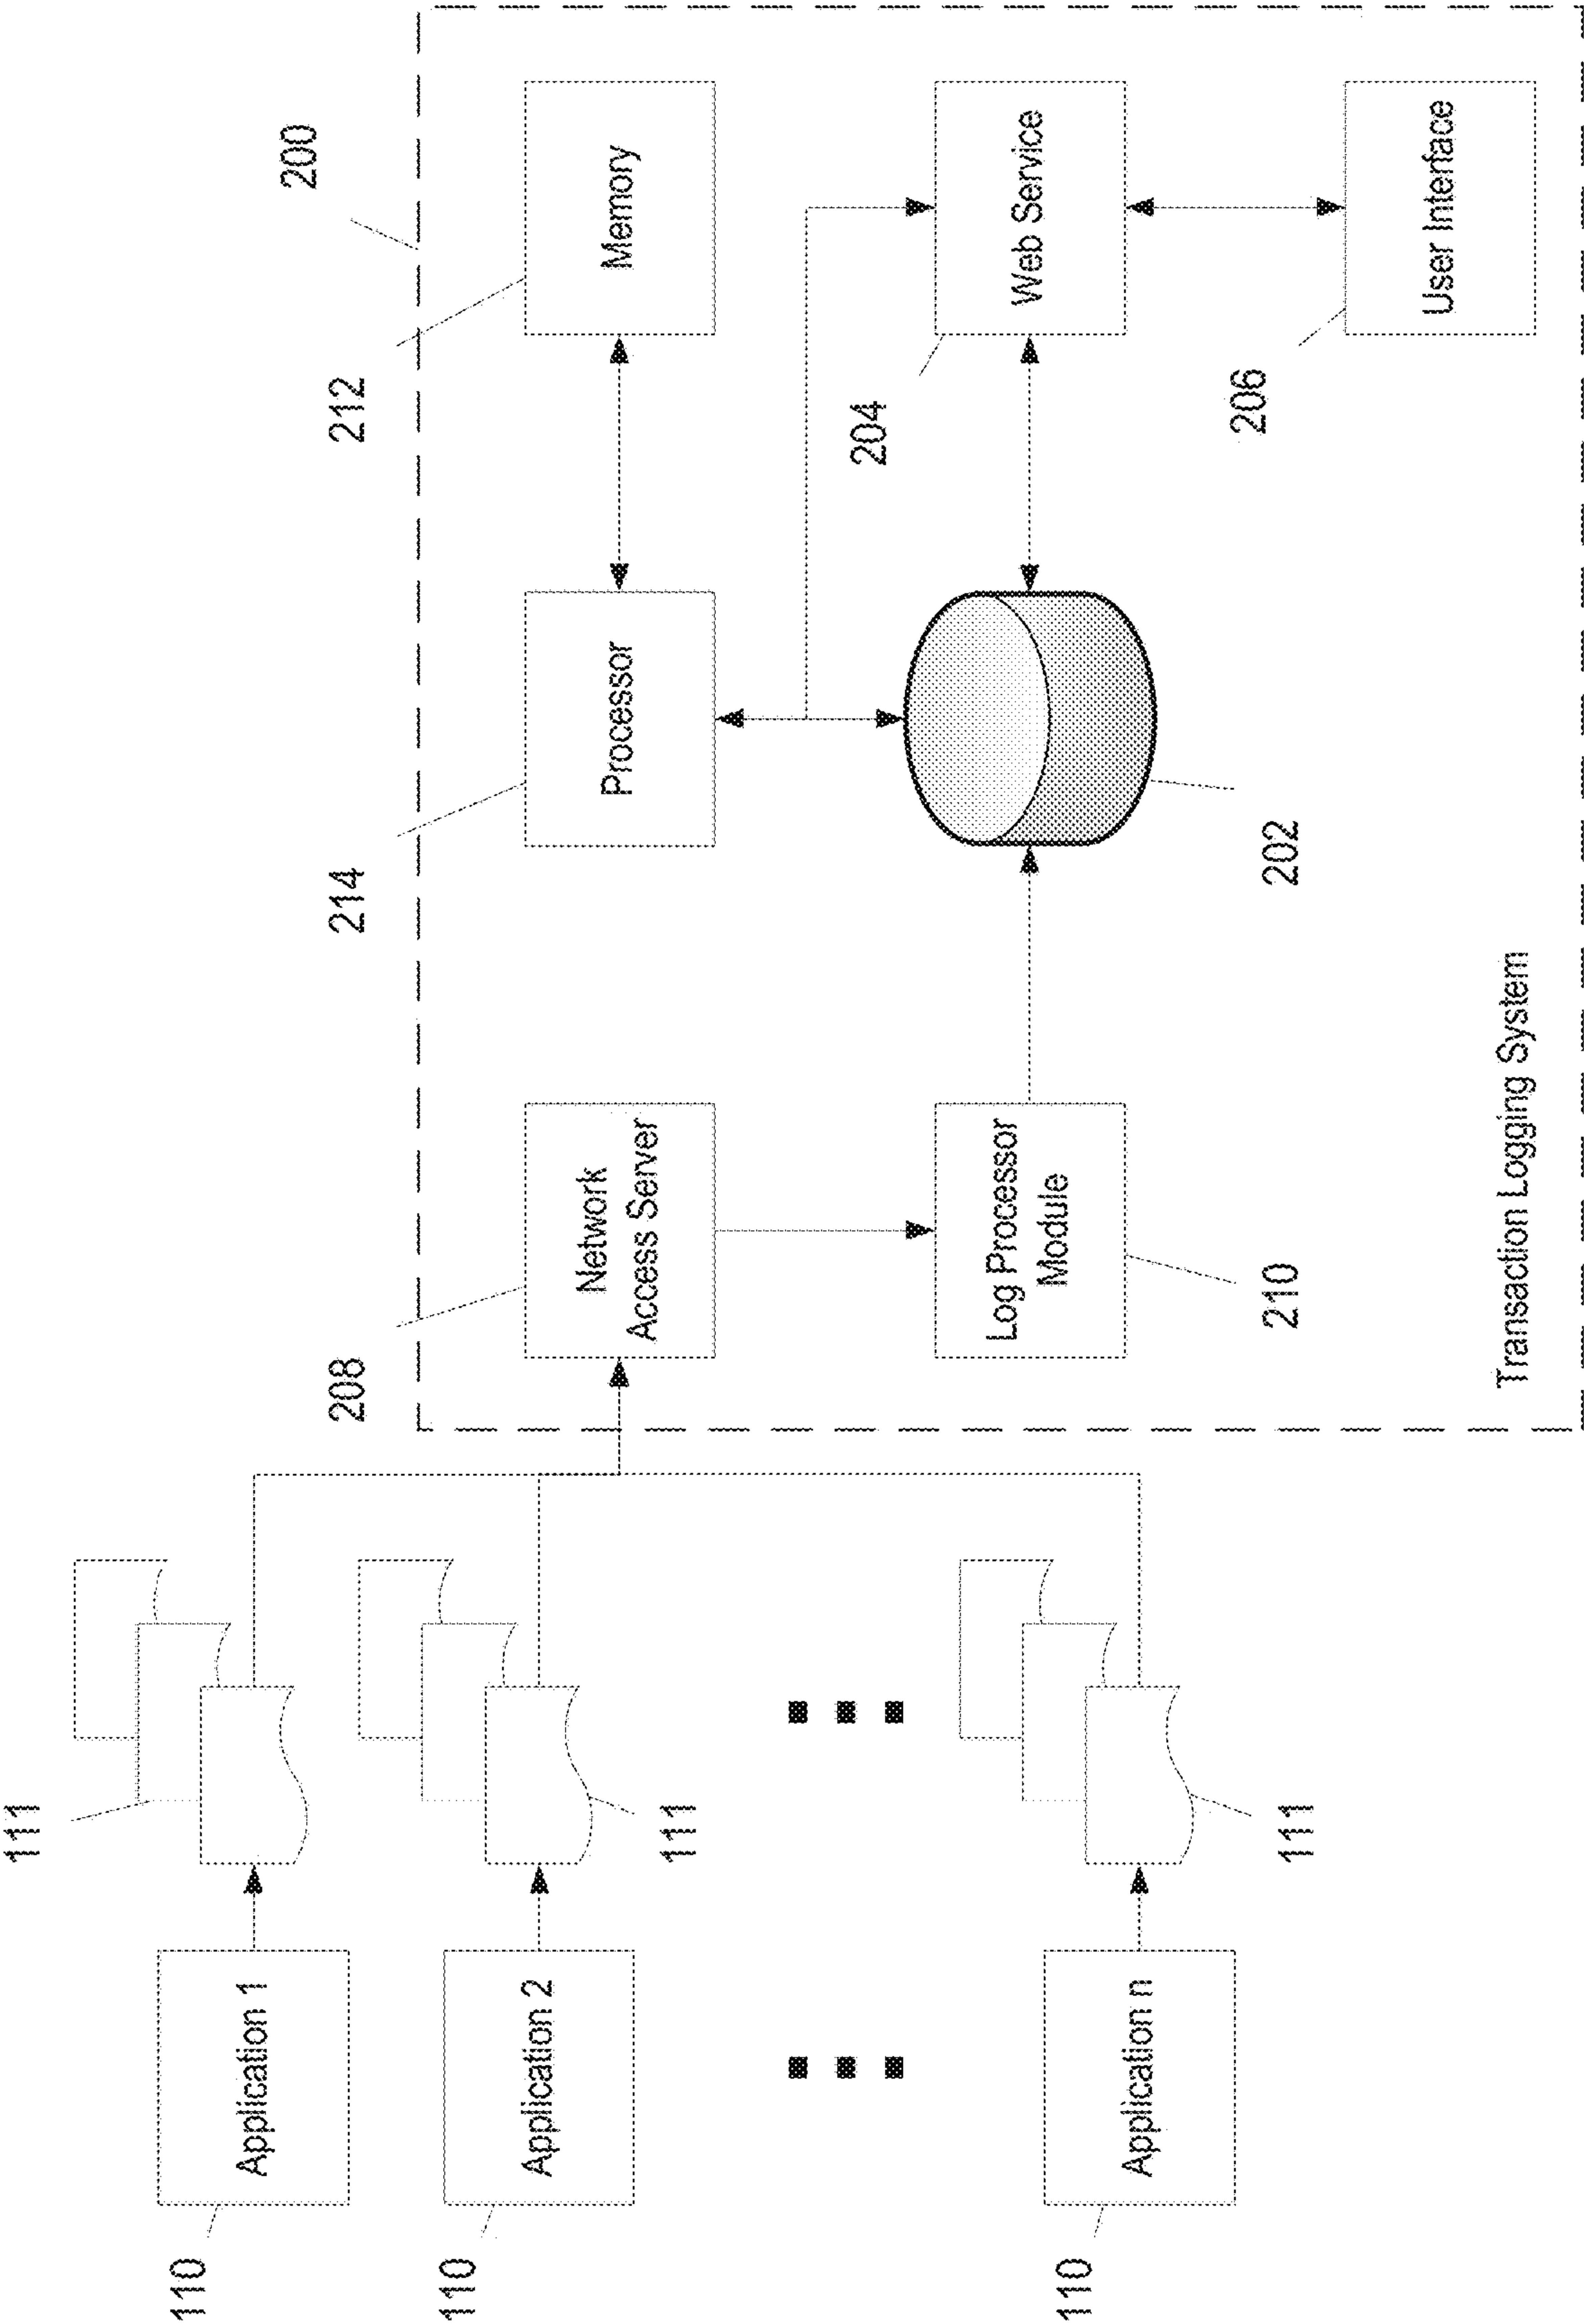 200
212
Memory
214
Processor
208
Network
Access Server
204
Web Service
206
User Interface
202
Log Processor
Module
210
Transaction Logging System
111
110
Application 1
111
110
Application 2
111
110
Application n